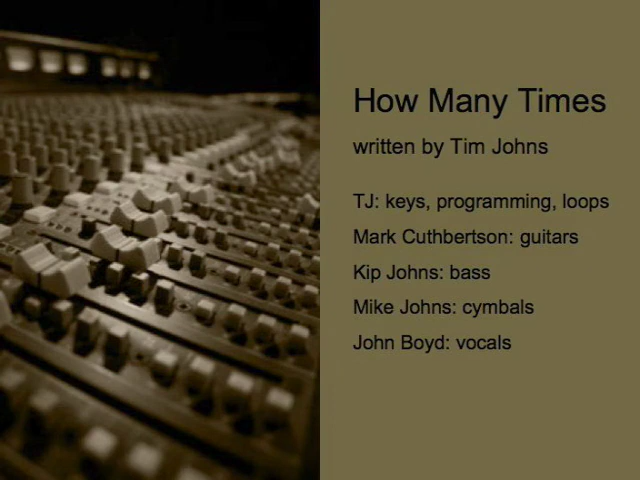 How Many Times
written by Tim Johns
TJ: keys, programming, loops
Mark Cuthbertson: guitars
Kip Johns: bass
Mike Johns: cymbals
John Boyd: vocals